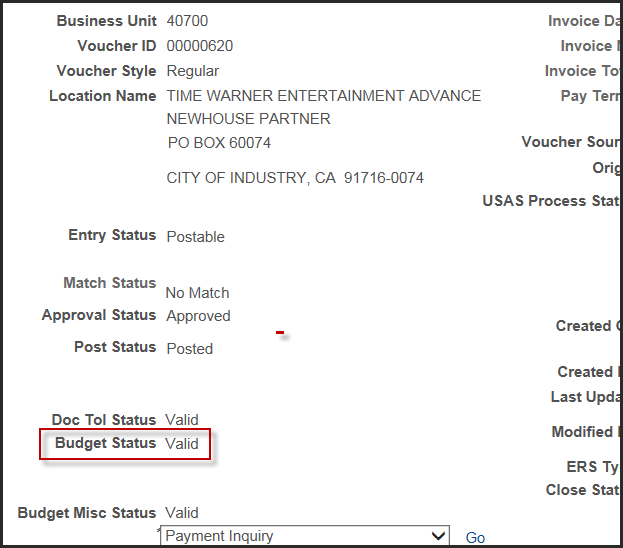 Business Unit 40700 Invoice Da
Voucher ID 00000620 Invoice
Voucher Style Regular Invoice To
Location Name TIME WARNER ENTERTAINMENT ADVANCE Pay Term
NEWHOUSE PARTNER
PO BOX 60074 Voucher Sour
Orig
CITY OF INDUSTRY, CA 91716-0074
USAS Process Stat
Entry Status Postable
Match Status No Match
Approval Status Approved
Created
Post Status Posted
Created
Last Upda
Doc Tol Status Valid
Modified
Budget Status Valid
ERS Ty
Close Stat
Budget Misc Status Valid
* Payment Inquiry Go